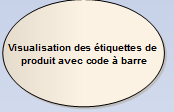 Visualisation des étiquettes de
produit avec code à barre